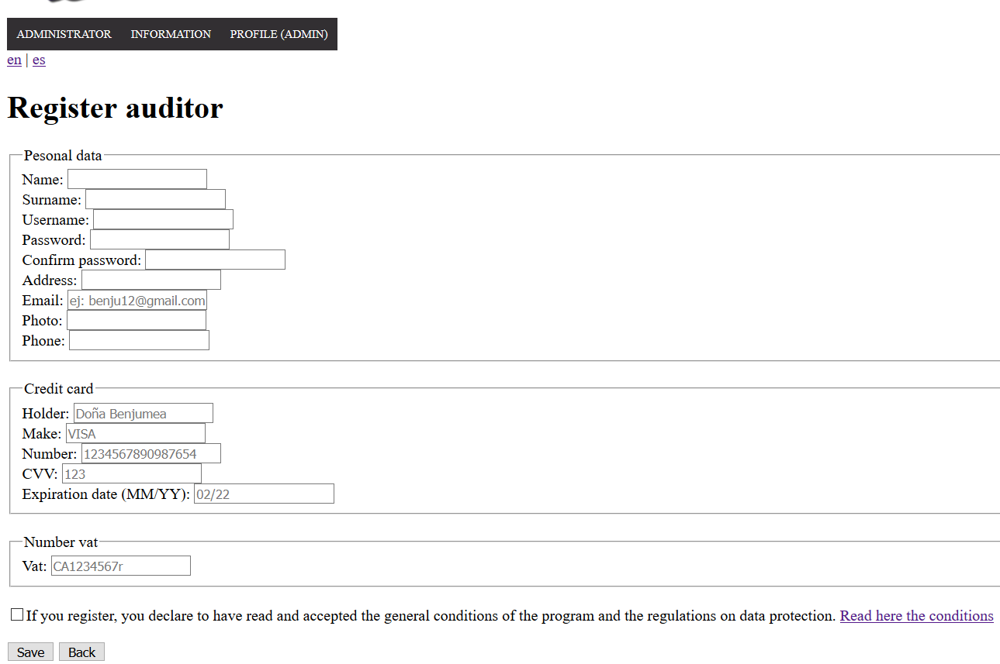 ADMINISTRATOR INFORMATION PROFILE (ADMIN)
en | es
Register auditor
Pesonal data
Name:
Surname:
Username:
Password:
Confirm password:
Address:
Email: ej: benju12@gmail.com
Photo:
Phone:
Credit card
Holder: Doña Benjumea
Make: VISA
Number: 1234567890987654
CVV: 123
Expiration date (MM/YY): 02/22
Number vat
Vat: CA1234567r
If you register, you declare to have read and accepted the general conditions of the program and the regulations on data protection. Read here the conditions
Save Back